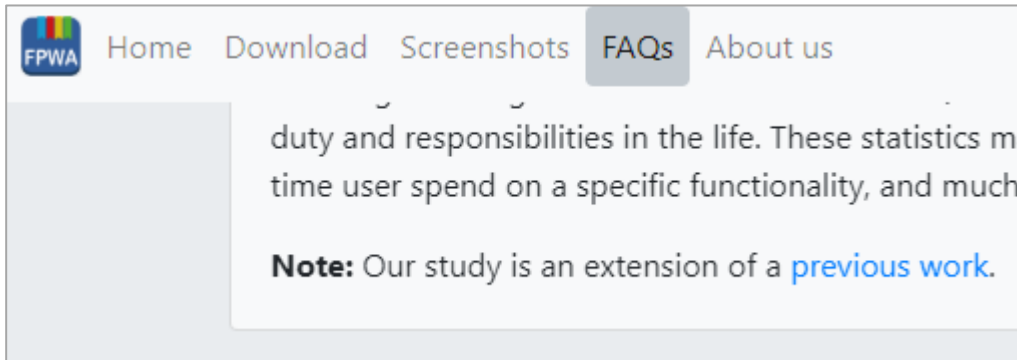 FPWA Home Download Screenshots FAQs About us
duty and responsibilities in the life. These statistics m
time user spend on a specific functionality, and much
Note: Our study is an extension of a previous work.